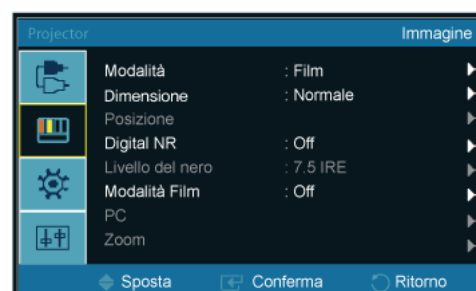 Projector Immagine
Modalità : Film
Dimensione : Normale
Posizione
Digital NR : Off
Livello del nero : 7.5 IRE
Modalità Film : Off
PC
Zoom
Sposta Conferma Ritorno